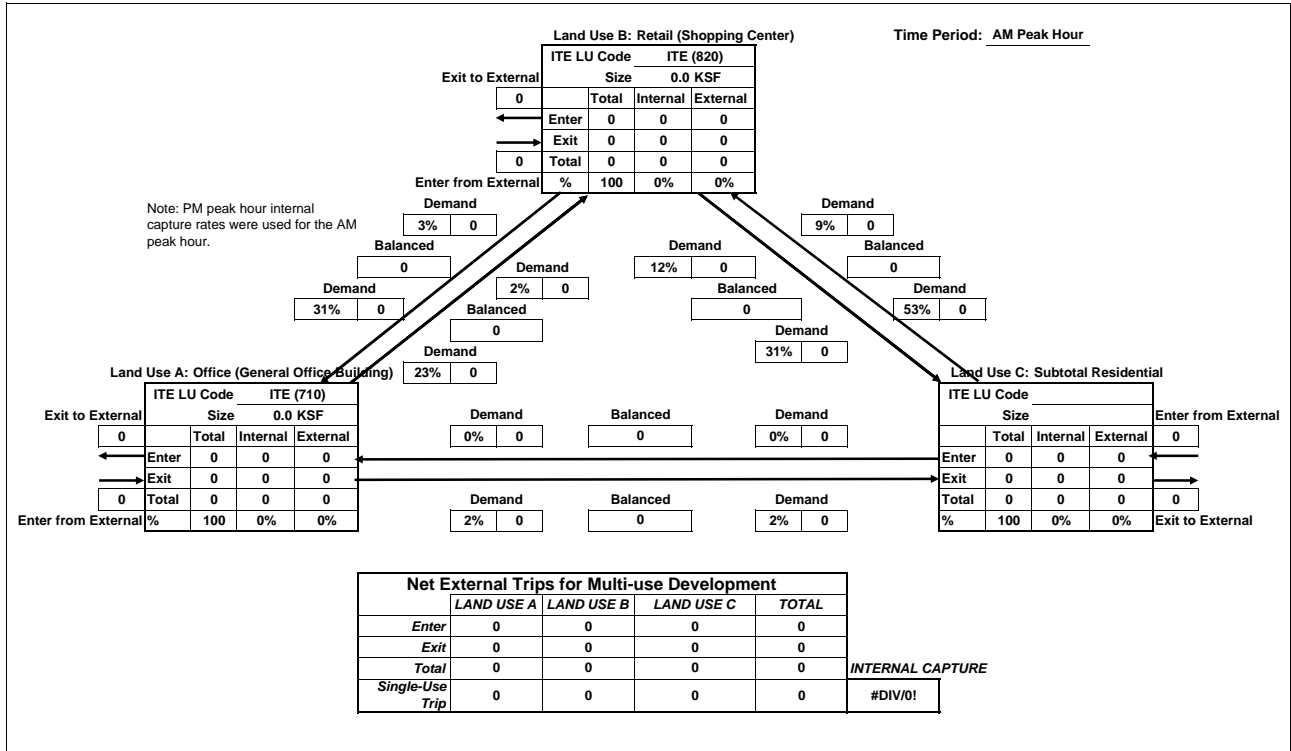 Land Use B: Retail (Shopping Center)
Time Period: AM Peak Hour
ITE LU Code ITE (820)
Exit to External Size 0.0 KSF
0 Total Internal External
Enter 0 0 0
Exit 0 0 0
0 Total 0 0 0
Enter from External % 100 0% 0%
Note: PM peak hour internal
capture rates were used for the AM
peak hour.
Demand
3% 0
Balanced
0
Demand
31% 0
Demand
2% 0
Balanced
0
Demand
23% 0
Demand
12% 0
Balanced
0
Demand
31% 0
Demand
9% 0
Balanced
0
Demand
53% 0
Land Use A: Office (General Office Building)
ITE LU Code ITE (710)
Exit to External Size 0.0 KSF
0 Total Internal External
Enter 0 0 0
Exit 0 0 0
0 Total 0 0 0
Enter from External % 100 0% 0%
Demand Balanced Demand
0% 0 0 0% 0
Demand Balanced Demand
2% 0 0 2% 0
Land Use C: Subtotal Residential
ITE LU Code
Size Enter from External
Total Internal External 0
Enter 0 0 0
Exit 0 0 0
Total 0 0 0 0
% 100 0% 0% Exit to External
Net External Trips for Multi-use Development
LAND USE A LAND USE B LAND USE C TOTAL
Enter 0 0 0 0
Exit 0 0 0 0
Total 0 0 0 0 INTERNAL CAPTURE
Single-Use
Trip 0 0 0 0 #DIV/0!